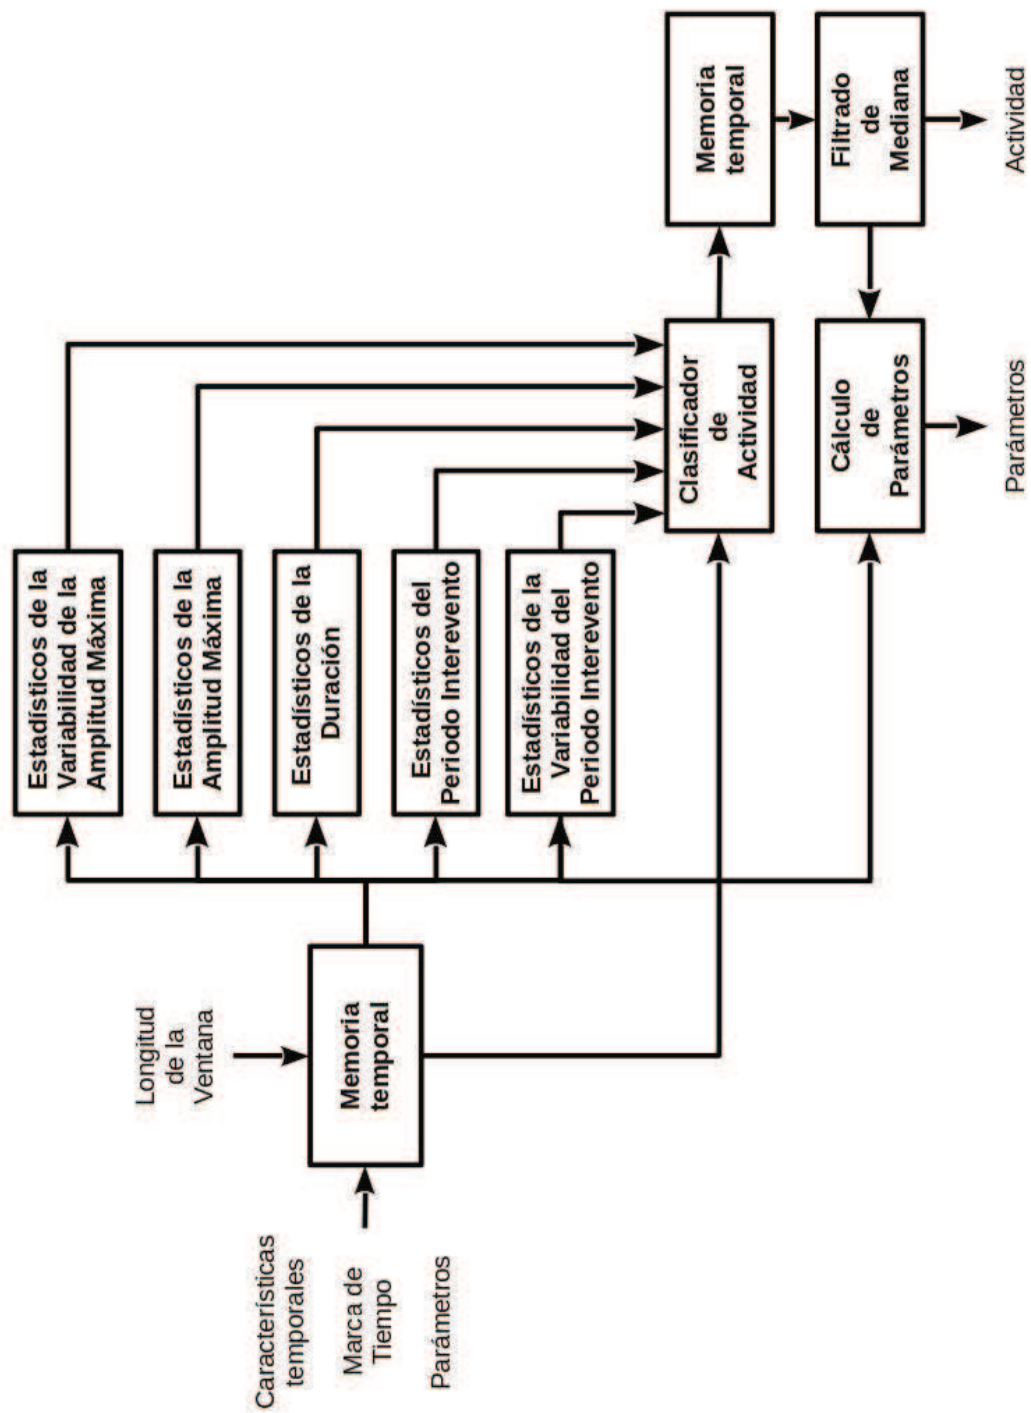 Características
temporales
Marca de
Tiempo
Parámetros
Longitud
de la
Ventana
Memoria
temporal
Estadísticos de la
Variabilidad de la
Amplitud Máxima
Estadísticos de la
Amplitud Máxima
Estadísticos de la
Duración
Estadísticos del
Periodo Interevento
Estadísticos de la
Variabilidad del
Periodo Interevento
Clasificador
de
Actividad
Memoria
temporal
Cálculo
de
Parámetros
Filtrado
de
Mediana
Parámetros
Actividad